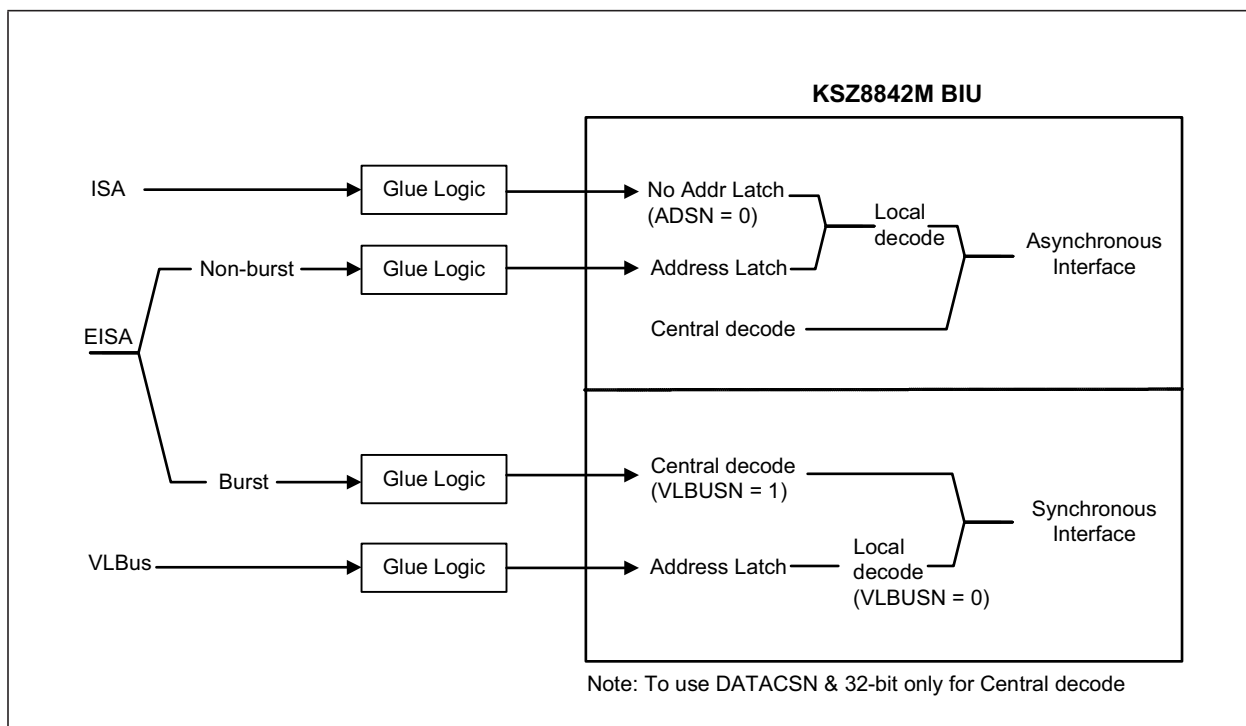 KSZ8842M BIU
ISA
Glue Logic
No Addr Latch
(ADSN = 0)
Local
decode
Asynchronous
Interface
Non-burst
Glue Logic
Address Latch
EISA
Central decode
Burst
Glue Logic
Central decode
(VLBUSN = 1)
Synchronous
Interface
VLBus
Glue Logic
Address Latch
Local
decode
(VLBUSN = 0)
Note: To use DATACSN & 32-bit only for Central decode